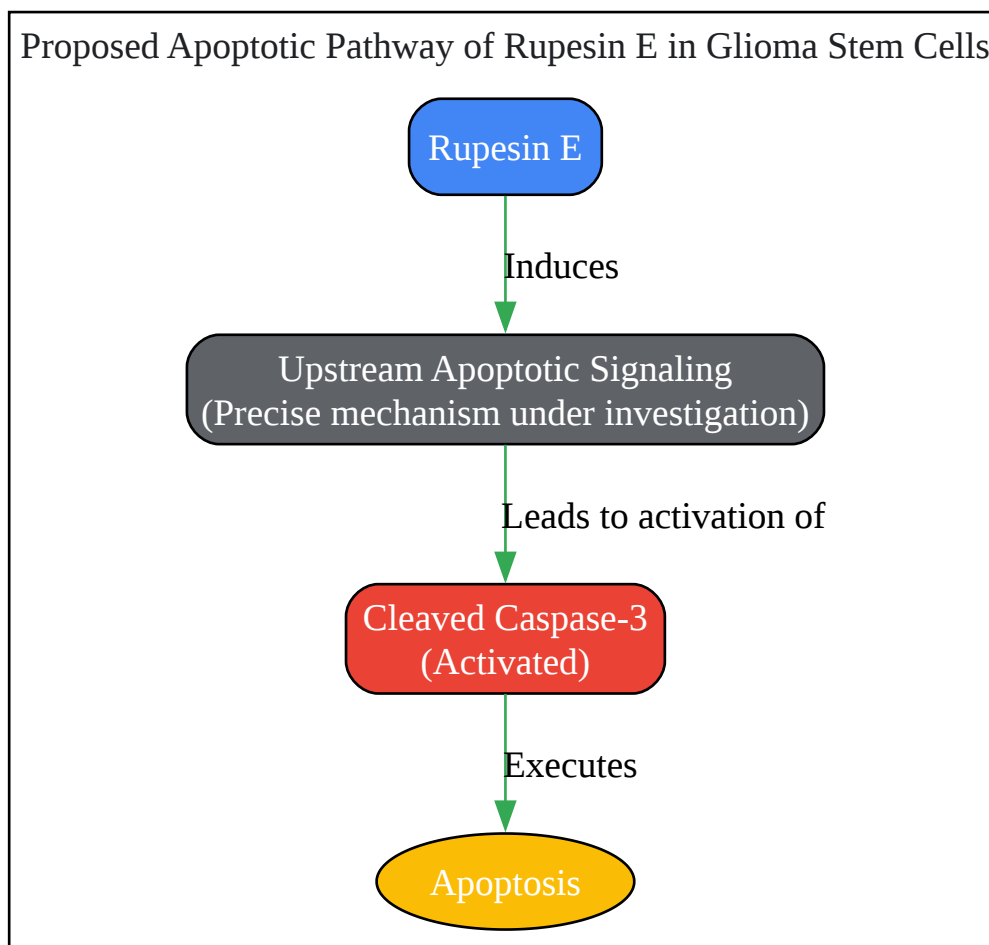 Proposed Apoptotic Pathway of Rupesin E in Glioma Stem Cells
Rupesin E
Induces
Upstream Apoptotic Signaling
(Precise mechanism under investigation)
Leads to activation of
Cleaved Caspase-3
(Activated)
Executes
Apoptosis